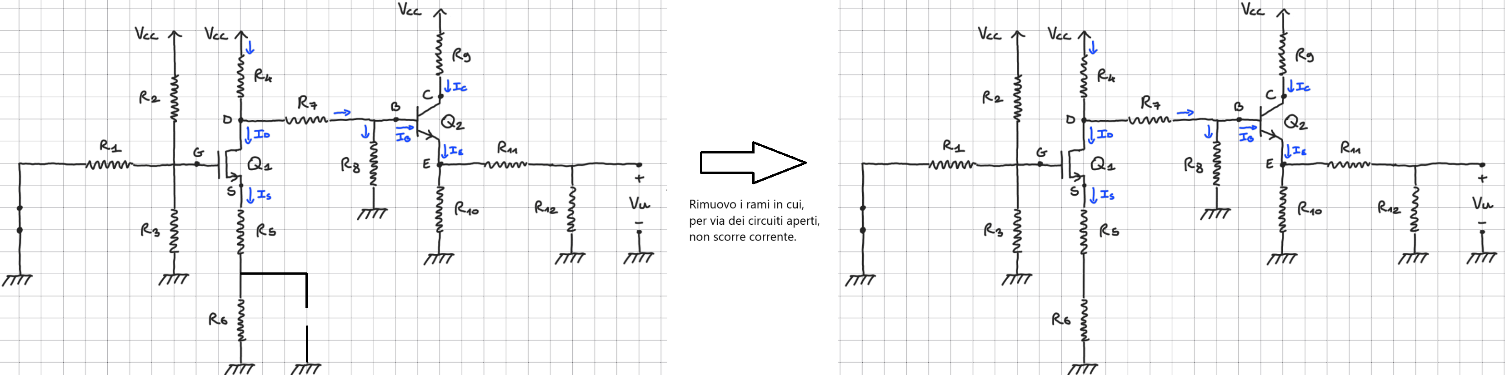 Vcc
Vcc Vcc
R9
R4
Ic
R2
C
R7
B
D
Q2
ID
IB
R1
G
IE
R11
Q1
R8
E
S
+
IS
R10
R12
Vu
R3
R5
-
R6
Rimuovo i rami in cui,
per via dei circuiti aperti,
non scorre corrente.
Vcc
Vcc Vcc
R9
R4
Ic
R2
C
R7
B
D
Q2
ID
IB
R1
G
IE
R11
Q1
R8
E
S
+
IS
R10
R12
Vu
R3
R5
-
R6